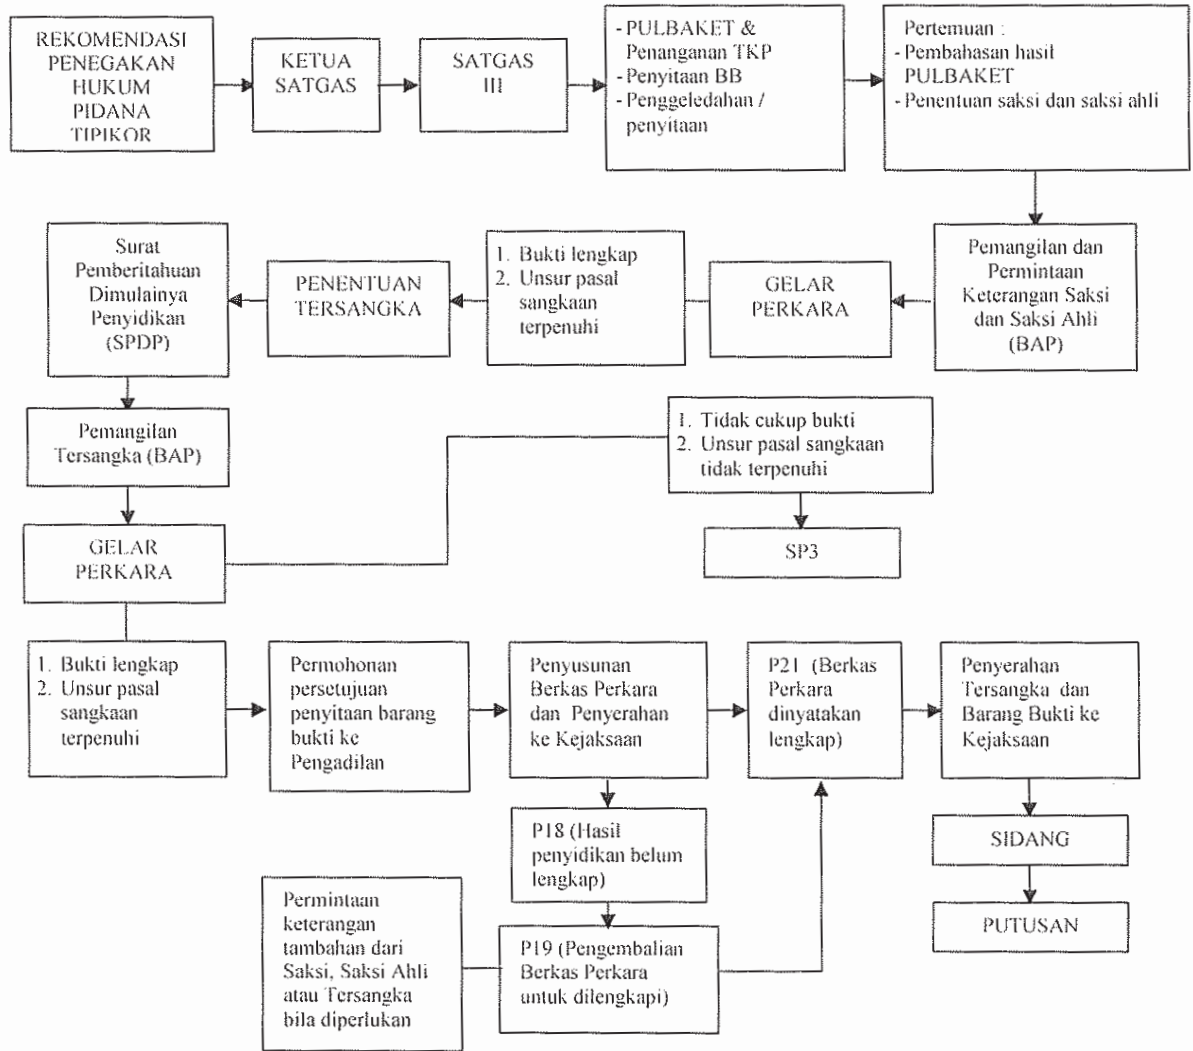 REKOMENDASI
PENEGAKAN
HUKUM
PIDANA
TIPIKOR
KETUA
SATGAS
SATGAS
III
- PULBAKET &
Penanganan TKP
- Penyitaan BB
- Penggeledahan /
penyitaan
Pertemuan :
- Pembahasan hasil
PULBAKET
- Penentuan saksi dan saksi ahli
Pemangilan dan
Permintaan
Keterangan Saksi
dan Saksi Ahli
(BAP)
GELAR
PERKARA
1. Bukti lengkap
2. Unsur pasal
sangkaan
terpenuhi
PENENTUAN
TERSANGKA
Surat
Pemberitahuan
Dimulainya
Penyidikan
(SPDP)
Pemangilan
Tersangka (BAP)
GELAR
PERKARA
1. Tidak cukup bukti
2. Unsur pasal sangkaan
tidak terpenuhi
SP3
1. Bukti lengkap
2. Unsur pasal
sangkaan
terpenuhi
Permohonan
persetujuan
penyitaan barang
bukti ke
Pengadilan
Penyusunan
Berkas Perkara
dan Penyerahan
ke Kejaksaan
P21 (Berkas
Perkara
dinyatakan
lengkap)
Penyerahan
Tersangka dan
Barang Bukti ke
Kejaksaan
P18 (Hasil
penyidikan belum
lengkap)
SIDANG
Permintaan
keterangan
tambahan dari
Saksi, Saksi Ahli
atau Tersangka
bila diperlukan
P19 (Pengembalian
Berkas Perkara
untuk dilengkapi)
PUTUSAN